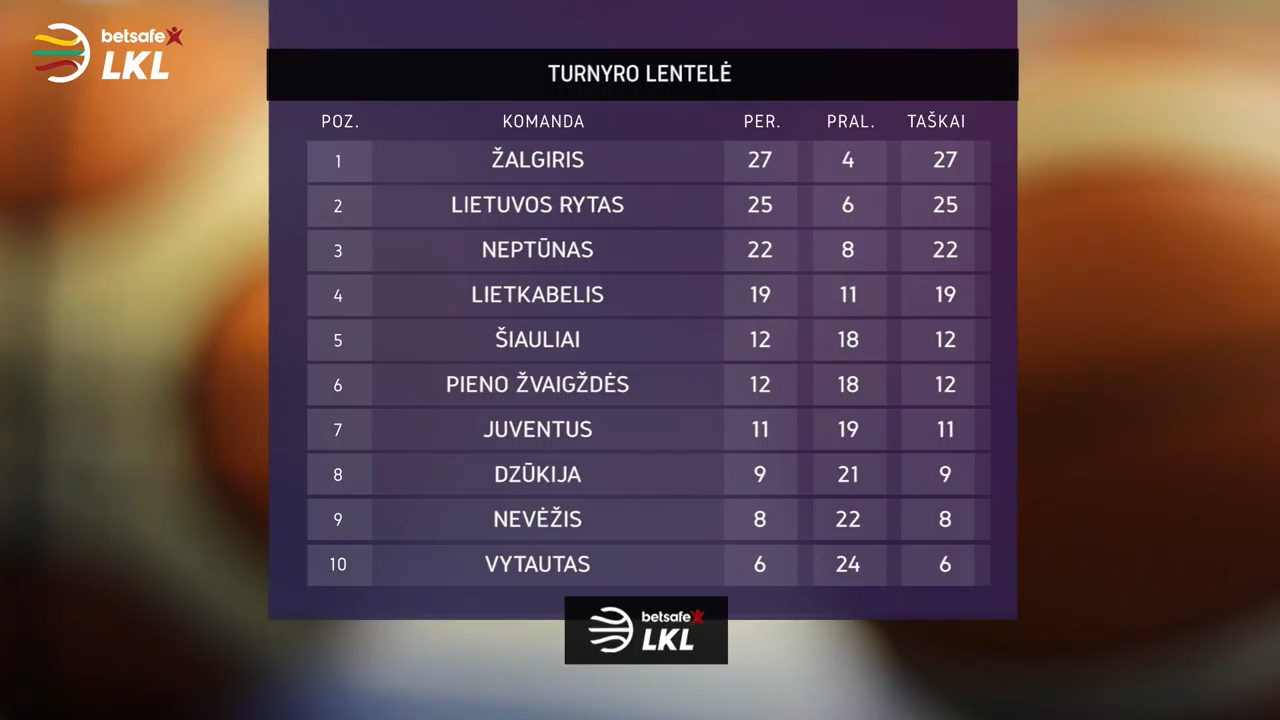 betsafe
LKL
TURNYRO LENTELĖ
POZ. KOMANDA PER. PRAL. TAŠKAI
1 ŽALGIRIS 27 4 27
2 LIETUVOS RYTAS 25 6 25
3 NEPTŪNAS 22 8 22
4 LIETKABELIS 19 11 19
5 ŠIAULIAI 12 18 12
6 PIENO ŽVAIGŽDĖS 12 18 12
7 JUVENTUS 11 19 11
8 DZŪKIJA 9 21 9
9 NEVĖŽIS 8 22 8
10 VYTAUTAS 6 24 6
betsafe
LKL